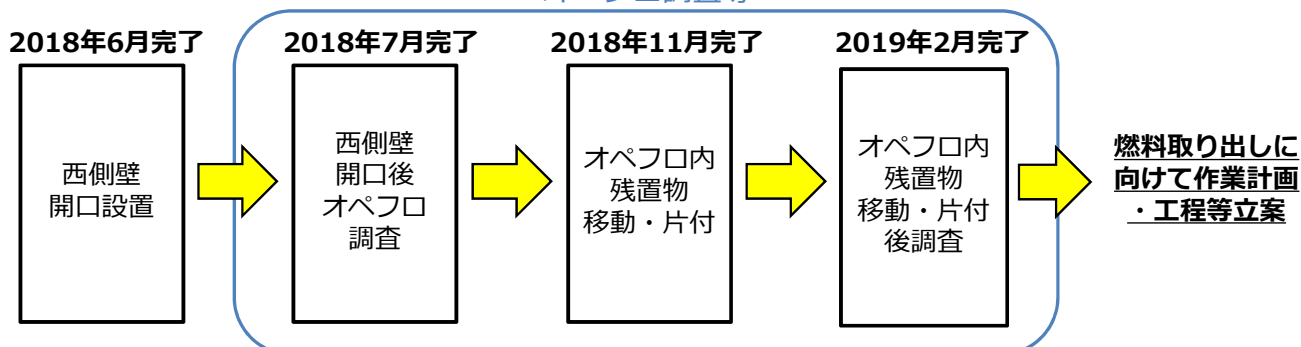 2018年6月完了
2018年7月完了
2018年11月完了
2019年2月完了
西側壁
開口設置
西側壁
開口後
オペフロ
調査
オペフロ内
残置物
移動・片付
オペフロ内
残置物
移動・片付
後調査
燃料取り出しに
向けて作業計画
・工程等立案